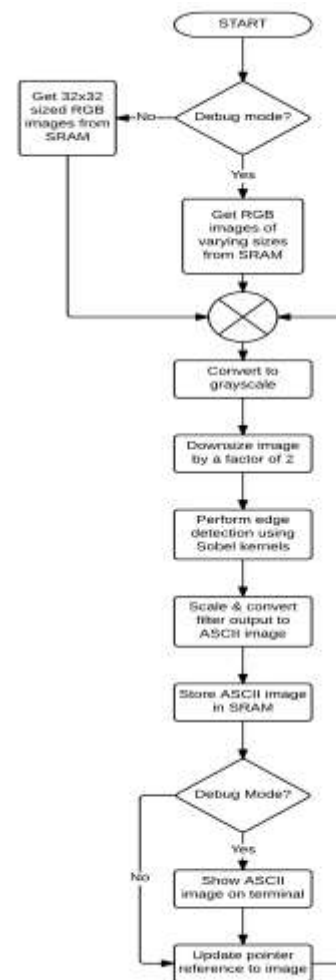 START
Debug mode?
No
Get 32x32
sized RGB
images from
SRAM
Yes
Get RGB
images of
varying sizes
from SRAM
Convert to
grayscale
Downsize image
by a factor of 2
Perform edge
detection using
Sobel kernels
Scale & convert
filter output to
ASCII image
Store ASCII image
in SRAM
Debug Mode?
Yes
No
Show ASCII
image on terminal
Update pointer
reference to image